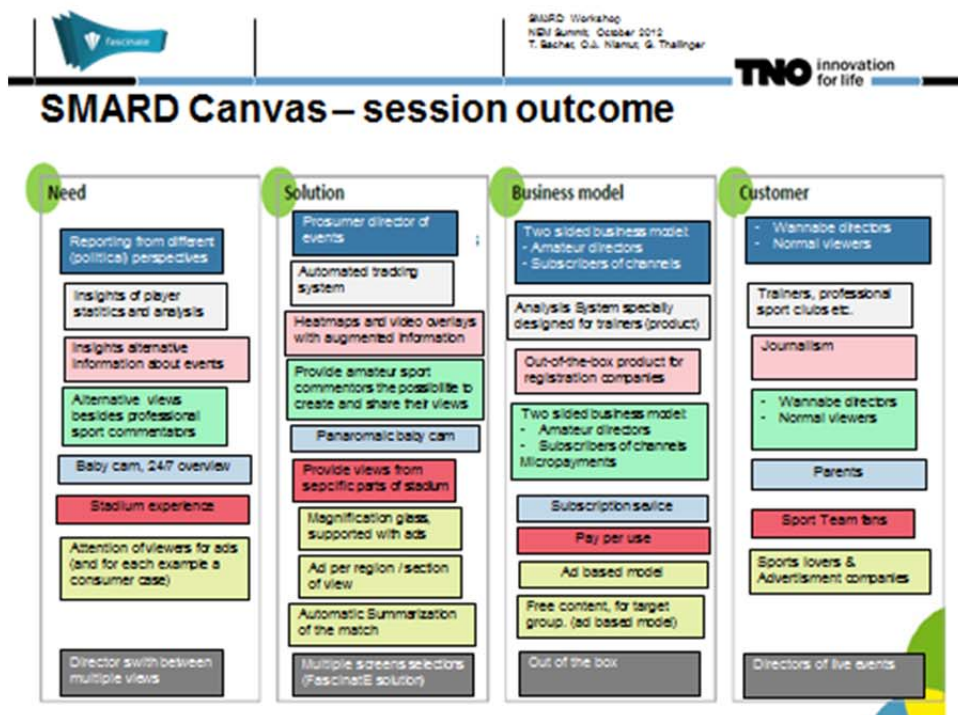 fascinate
SMARD Workshop
NEM Summit, October 2012
T. Bachet, O.A. Niamut, G. Thallinger
TNO innovation
for life
SMARD Canvas – session outcome
Need
Reporting from different
(political) perspectives
Insights of player
statitics and analysis
Insights alternative
information about events
Alternative views
besides professional
sport commentators
Baby cam, 24/7 overview
Stadium experience
Attention of viewers for ads
(and for each example a
consumer case)
Director swith between
multiple views
Solution
Prosumer director of
events
;
Automated tracking
system
Heatmaps and video overlays
with augmented information
Provide amateur sport
commentors the possibilite to
create and share their views
Panaromaic baby cam
Provide views from
sepcific parts of stadium
Magnification glass,
supported with ads
Ad per region / section
of view
Automatic Summarization
of the match
Multiple screens selections
(FascinatE solution)
Business model
Two sided business model:
- Amateur directors
- Subscribers of channels
Analysis System specially
designed for trainers (product)
Out-of-the-box product for
registration companies
Two sided business model:
- Amateur directors
- Subscribers of channels
Micropayments
Subscription sevice
Pay per use
Ad based model
Free content, for target
group. (ad based model)
Out of the box
Customer
- Wannabe directors
- Normal viewers
Trainers, professional
sport clubs etc.
Journalism
- Wannabe directors
- Normal viewers
Parents
Sport Team fans
Sports lovers &
Advertisment companies
Directors of live events